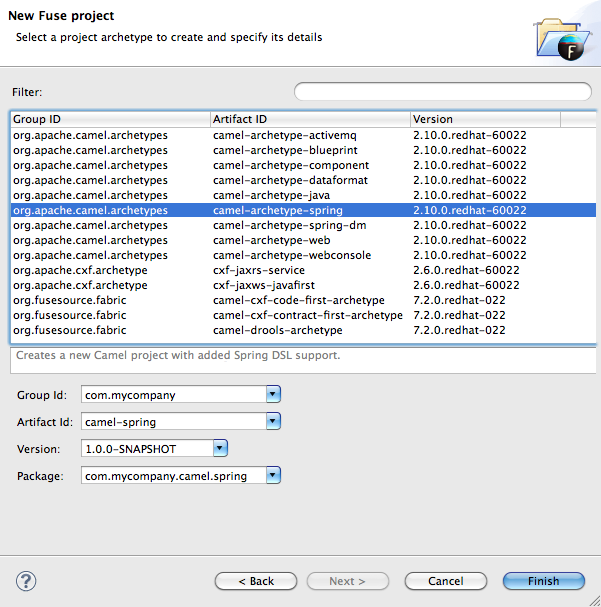 New Fuse project
Select a project archetype to create and specify its details
F
Filter:
Group ID Artifact ID Version
org.apache.camel.archetypes camel-archetype-activemq 2.10.0.redhat-60022
org.apache.camel.archetypes camel-archetype-blueprint 2.10.0.redhat-60022
org.apache.camel.archetypes camel-archetype-component 2.10.0.redhat-60022
org.apache.camel.archetypes camel-archetype-dataformat 2.10.0.redhat-60022
org.apache.camel.archetypes camel-archetype-java 2.10.0.redhat-60022
org.apache.camel.archetypes camel-archetype-spring 2.10.0.redhat-60022
org.apache.camel.archetypes camel-archetype-spring-dm 2.10.0.redhat-60022
org.apache.camel.archetypes camel-archetype-web 2.10.0.redhat-60022
org.apache.camel.archetypes camel-archetype-webconsole 2.10.0.redhat-60022
org.apache.cxf.archetype cxf-jaxrs-service 2.6.0.redhat-60022
org.apache.cxf.archetype cxf-jaxws-javafirst 2.6.0.redhat-60022
org.fusesource.fabric camel-cxf-code-first-archetype 7.2.0.redhat-022
org.fusesource.fabric camel-cxf-contract-first-archetype 7.2.0.redhat-022
org.fusesource.fabric camel-drools-archetype 7.2.0.redhat-022
Creates a new Camel project with added Spring DSL support.
Group Id: com.mycompany
Artifact Id: camel-spring
Version: 1.0.0-SNAPSHOT
Package: com.mycompany.camel.spring
? < Back Next > Cancel Finish